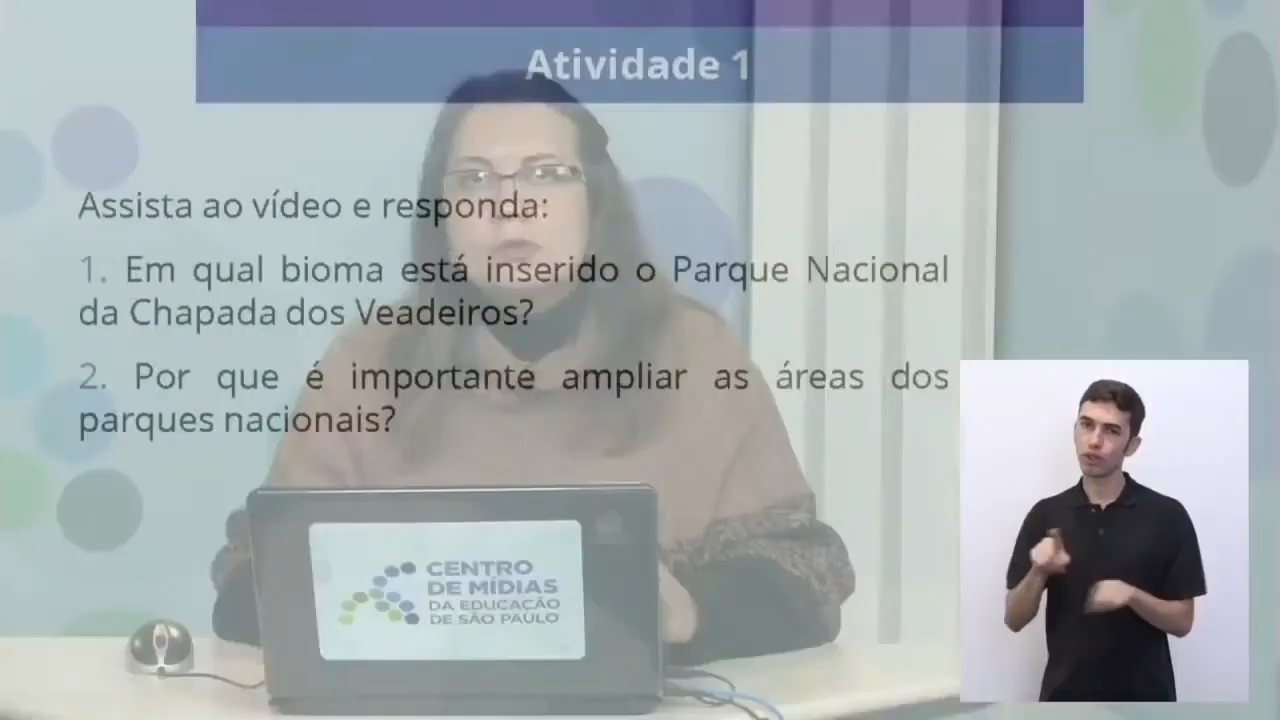 Atividade 1
Assista ao vídeo e responda:
1. Em qual bioma está inserido o Parque Nacional
da Chapada dos Veadeiros?
2. Por que é importante ampliar as áreas dos
parques nacionais?
CENTRO
DE MÍDIAS
DA EDUCAÇÃO
DE SÃO PAULO